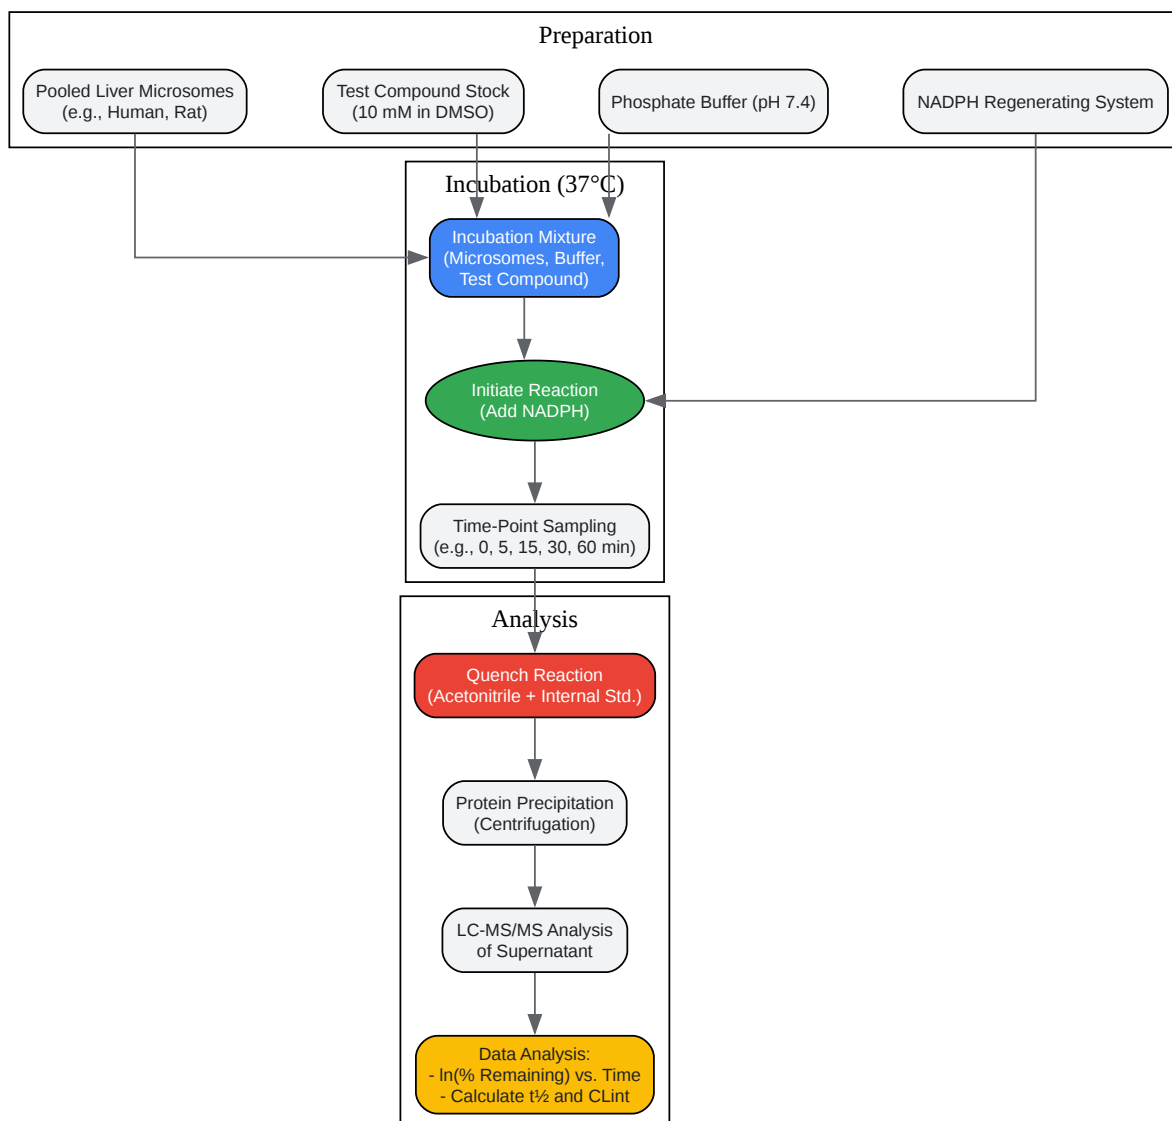 Preparation
Pooled Liver Microsomes
(e.g., Human, Rat)
Test Compound Stock
(10 mM in DMSO)
Phosphate Buffer (pH 7.4)
NADPH Regenerating System
Incubation (37°C)
Incubation Mixture
(Microsomes, Buffer,
Test Compound)
Initiate Reaction
(Add NADPH)
Time-Point Sampling
(e.g., 0, 5, 15, 30, 60 min)
Analysis
Quench Reaction
(Acetonitrile + Internal Std.)
Protein Precipitation
(Centrifugation)
LC-MS/MS Analysis
of Supernatant
Data Analysis:
- ln(% Remaining) vs. Time
- Calculate t½ and CLint